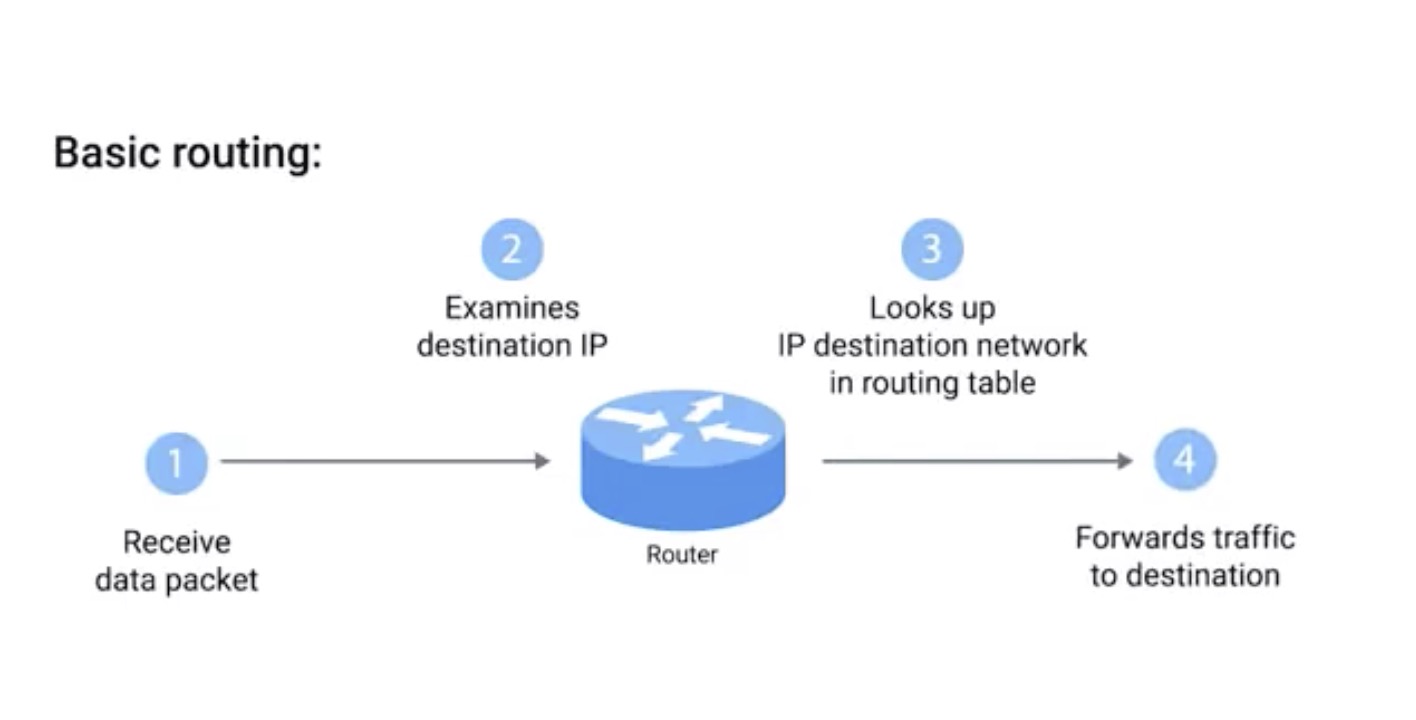 Basic routing:
1
Receive
data packet
2
Examines
destination IP
3
Looks up
IP destination network
in routing table
Router
4
Forwards traffic
to destination